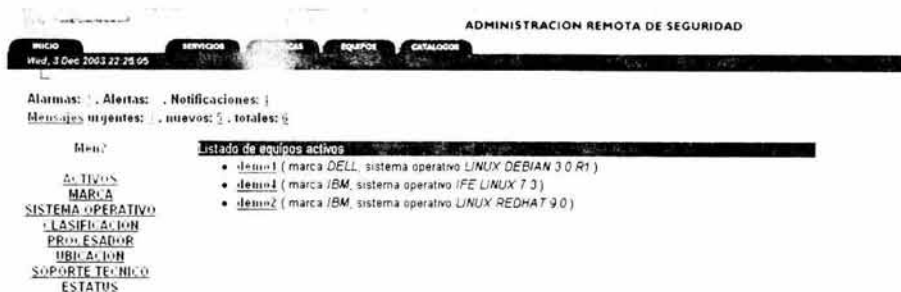 ADMINISTRACION REMOTA DE SEGURIDAD
INICIO SERVICIOS EQUIPOS CATALOGOS
Wed, 3 Dec 2003 22:25:05
Alarmas: , Alertas: , Notificaciones:
Mensajes urgentes: , nuevos: 5 , totales: 6
Men? Listado de equipos activos
ACTIVOS
MARCA
SISTEMA OPERATIVO
CLASIFICACION
PROCESADOR
UBICACION
SOPORTE TECNICO
ESTATUS
• demo1 ( marca DELL, sistema operativo LINUX DEBIAN 3.0 R1 )
• demo4 ( marca IBM, sistema operativo IFE LINUX 7.3 )
• demo2 ( marca IBM, sistema operativo LINUX REDHAT 9.0 )